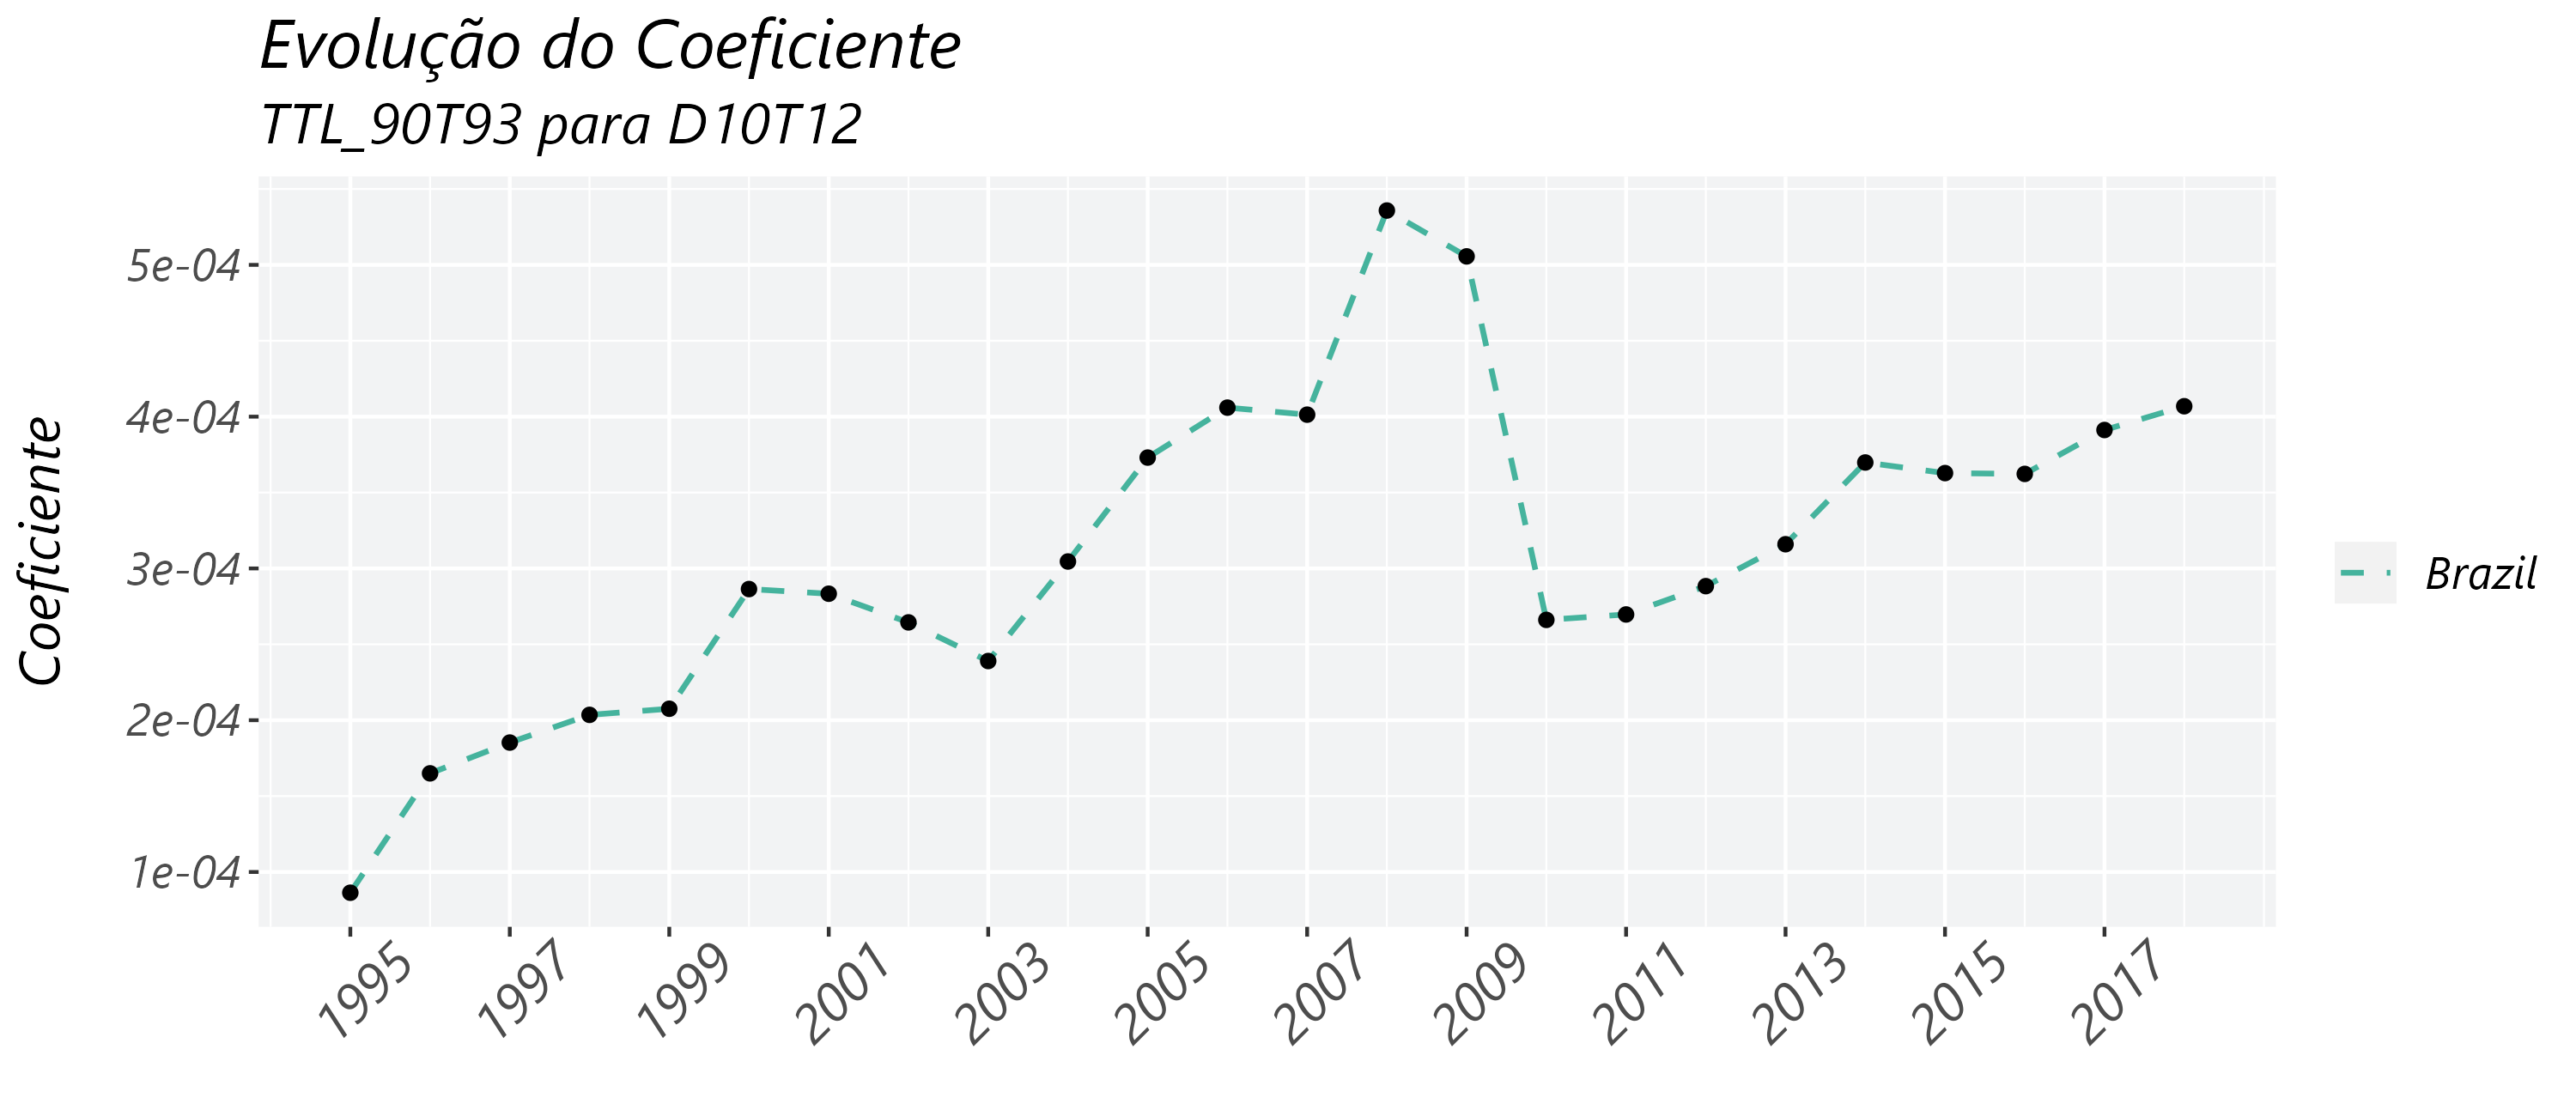 Evolução do Coeficiente
TTL_90T93 para D10T12
Coeficiente
5e-04
4e-04
3e-04
2e-04
1e-04
1995
1997
1999
2001
2003
2005
2007
2009
2011
2013
2015
2017
Brazil